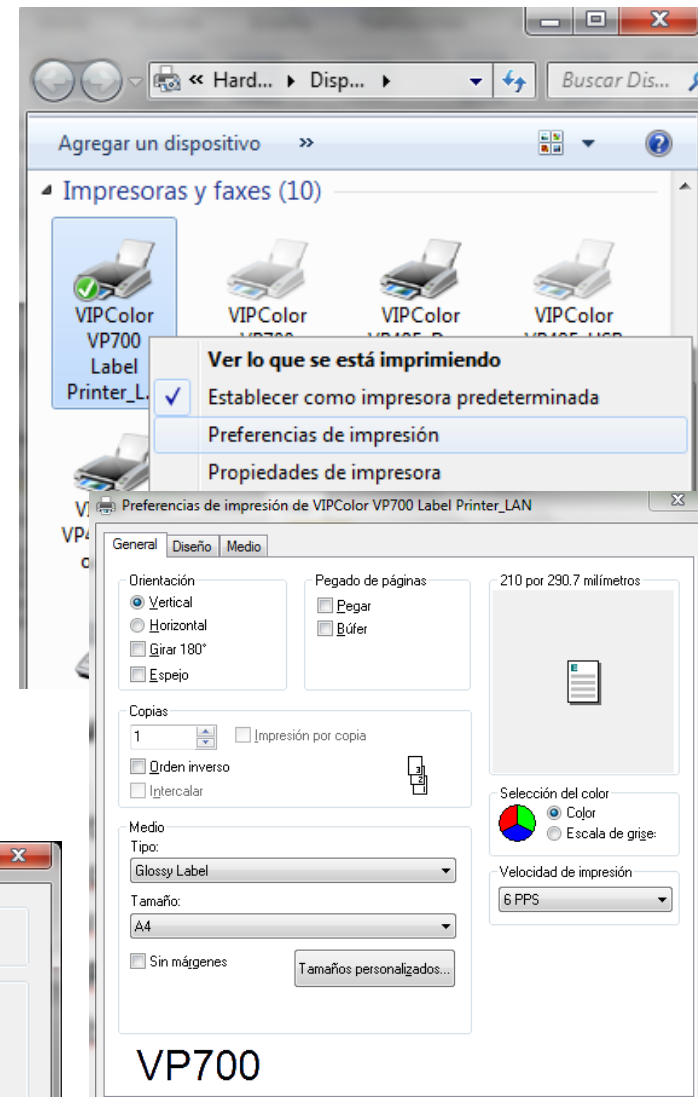 « Hard... ▸ Disp... ▸
Buscar Dis...
Agregar un dispositivo »
Impresoras y faxes (10)
VIPColor VIPColor VIPColor VIPColor
VP700
Label
Printer_L
Ver lo que se está imprimiendo
Establecer como impresora predeterminada
Preferencias de impresión
Propiedades de impresora
Preferencias de impresión de VIPColor VP700 Label Printer_LAN
General Diseño Medio
Orientación
Vertical
Horizontal
Girar 180°
Espejo
Pegado de páginas
Pegar
Búfer
210 por 290.7 milímetros
Copias
1
Impresión por copia
Orden inverso
Intercalar
Selección del color
Color
Escala de grise
Medio
Tipo:
Glossy Label
Tamaño:
A4
Sin márgenes
Tamaños personalizados...
Velocidad de impresión
6 PPS
VP700